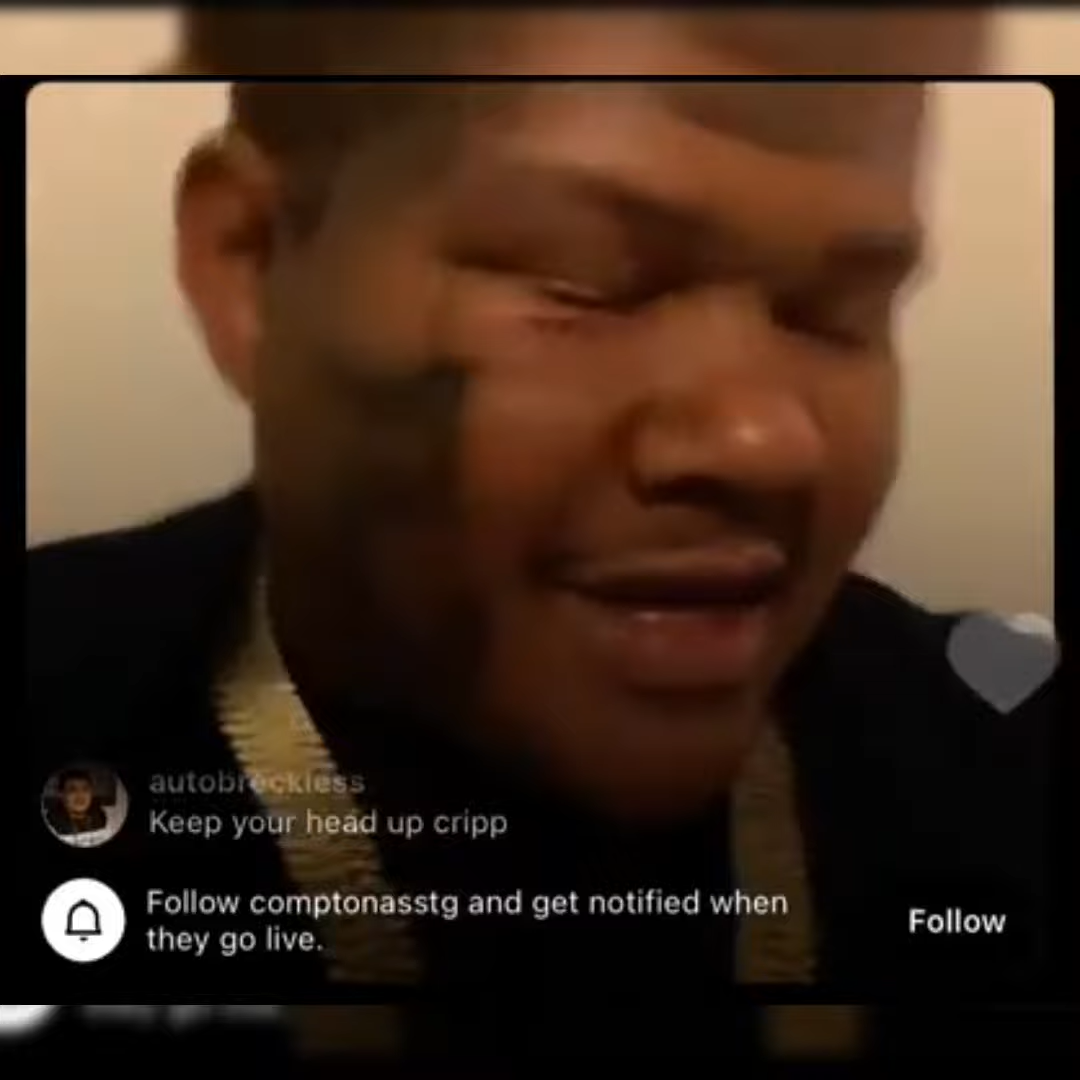 autobreckless
Keep your head up cripp
Follow comptonasstg and get notified when
they go live.
Follow